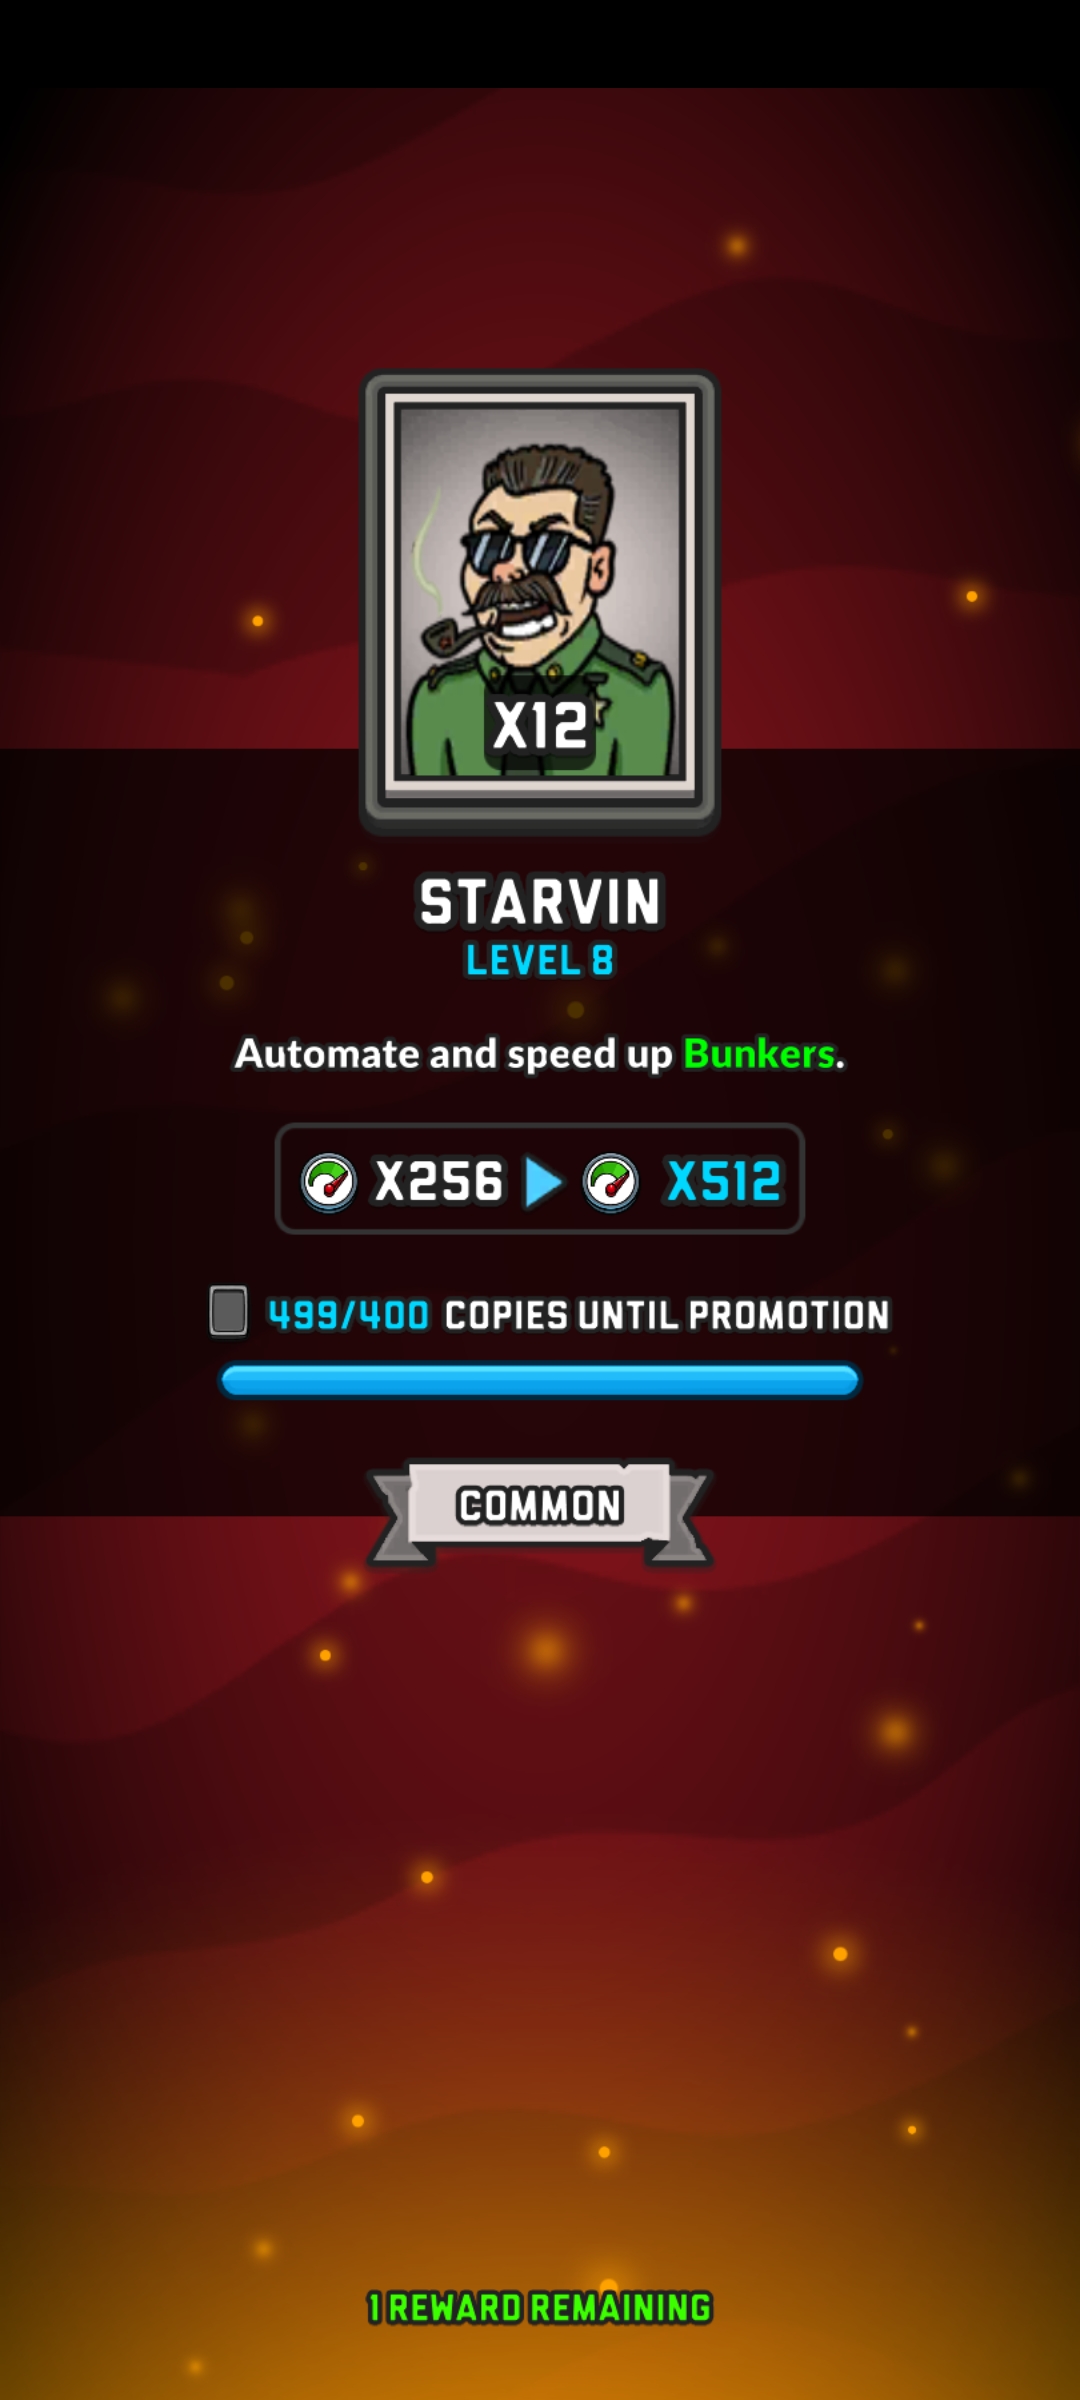 X12
STARVIN
LEVEL 8
Automate and speed up Bunkers.
X256 X512
499/400 COPIES UNTIL PROMOTION
COMMON
1 REWARD REMAINING